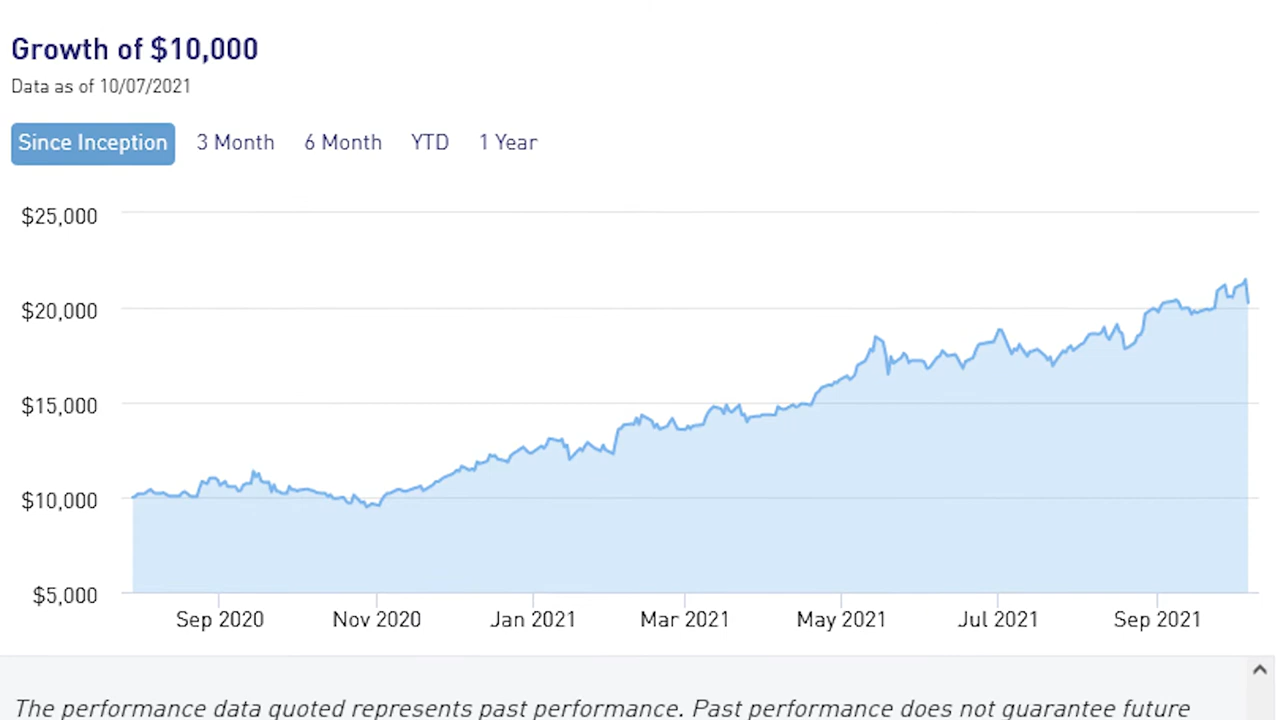 Growth of $10,000
Data as of 10/07/2021
Since Inception 3 Month 6 Month YTD 1 Year
$25,000
$20,000
$15,000
$10,000
$5,000
Sep 2020 Nov 2020 Jan 2021 Mar 2021 May 2021 Jul 2021 Sep 2021
The performance data quoted represents past performance. Past performance does not guarantee future